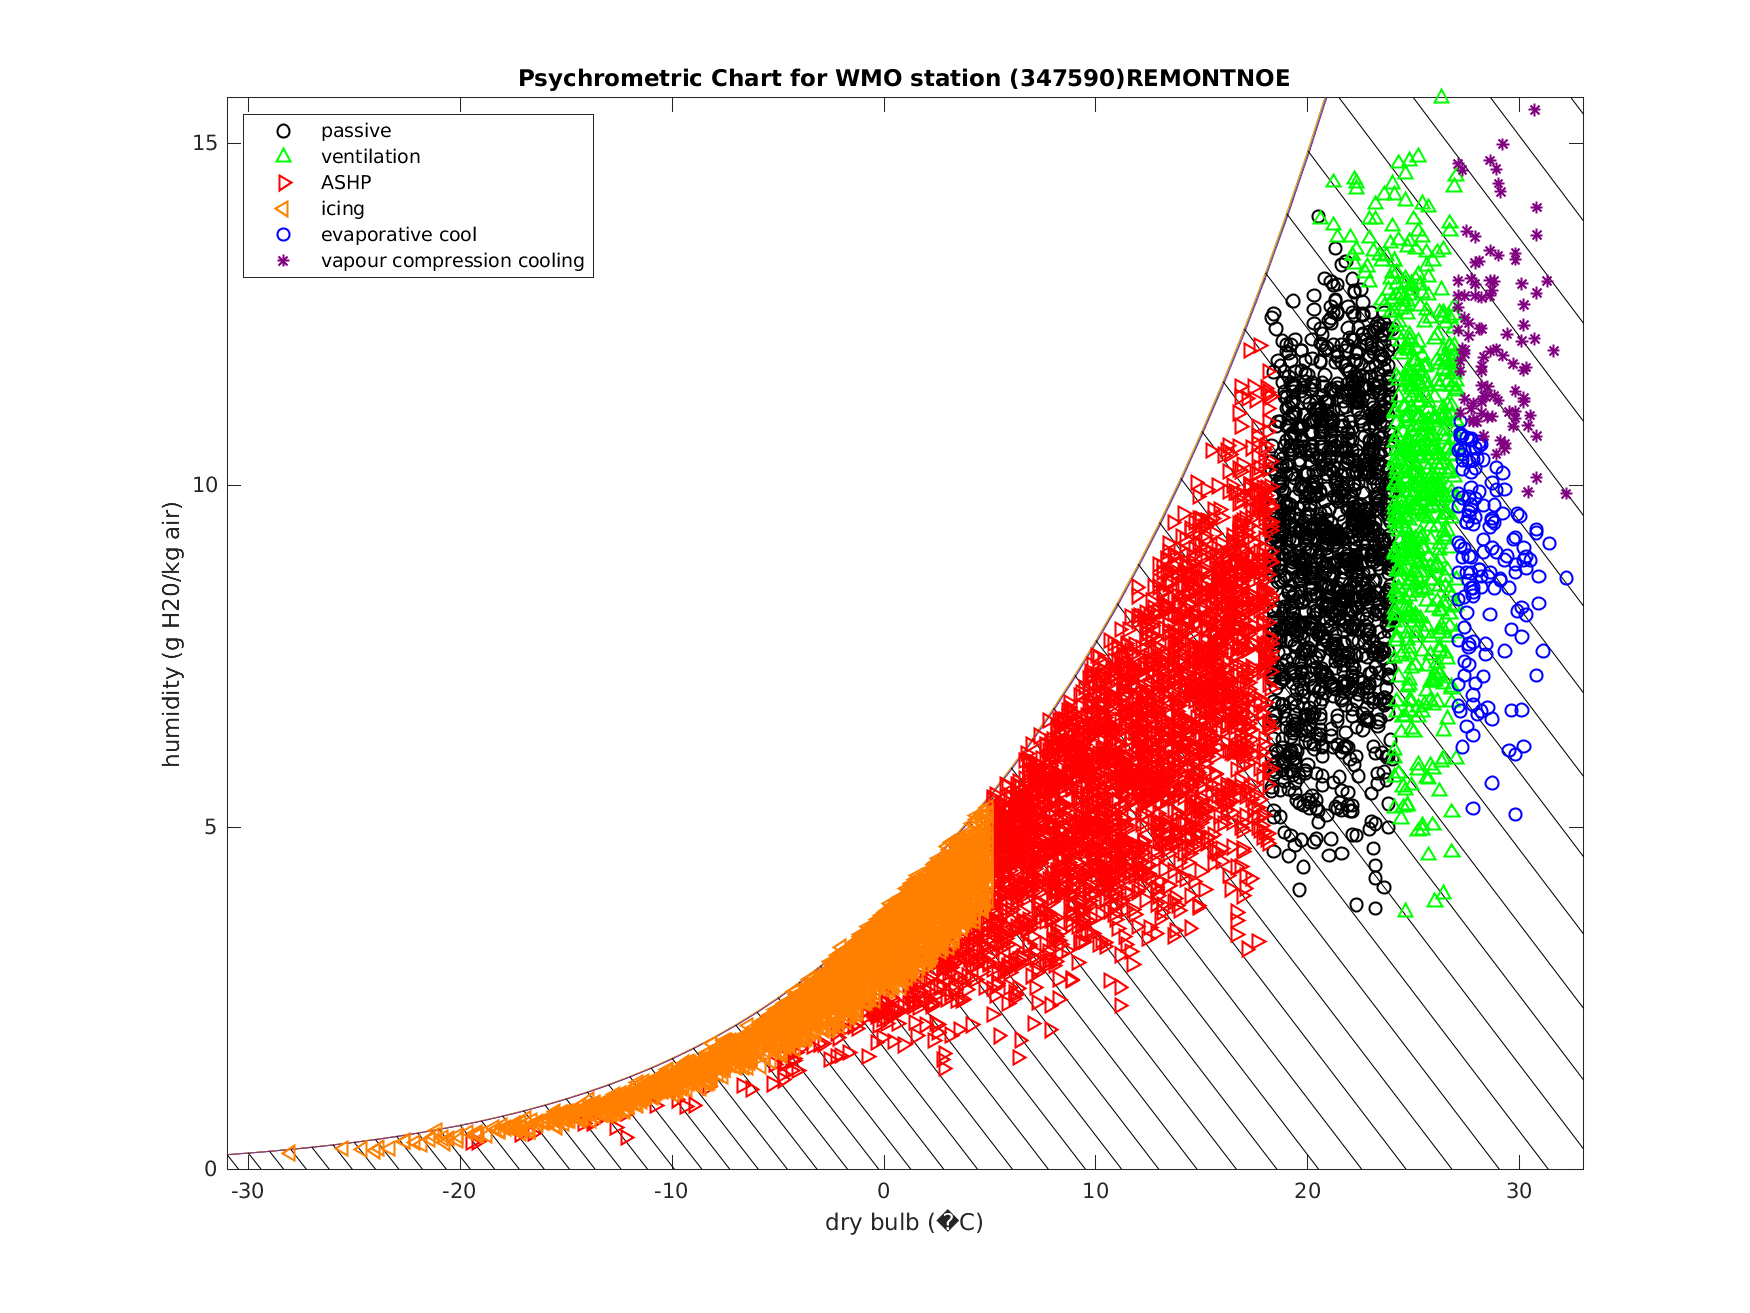 Psychrometric Chart for WMO station (347590)REMONTNOE
passive
ventilation
ASHP
icing
evaporative cool
vapour compression cooling
15
10
5
0
humidity (g H20/kg air)
-30 -20 -10 0 10 20 30
dry bulb (�C)